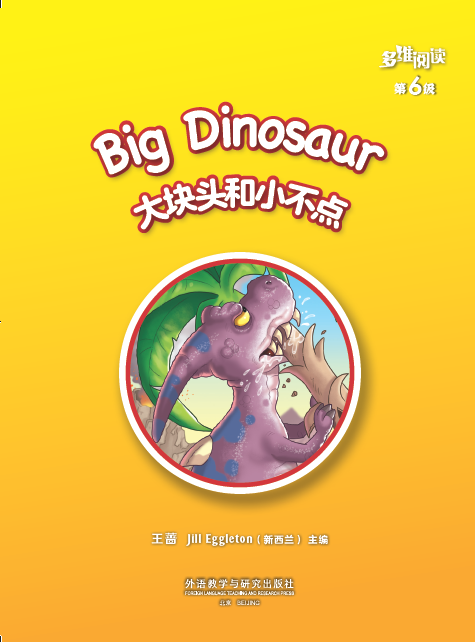 多维阅读
第6级
Big Dinosaur
大块头和小不点
王蔷 Jill Eggleton（新西兰）主编
外语教学与研究出版社
FOREIGN LANGUAGE TEACHING AND RESEARCH PRESS
北京 BEIJING